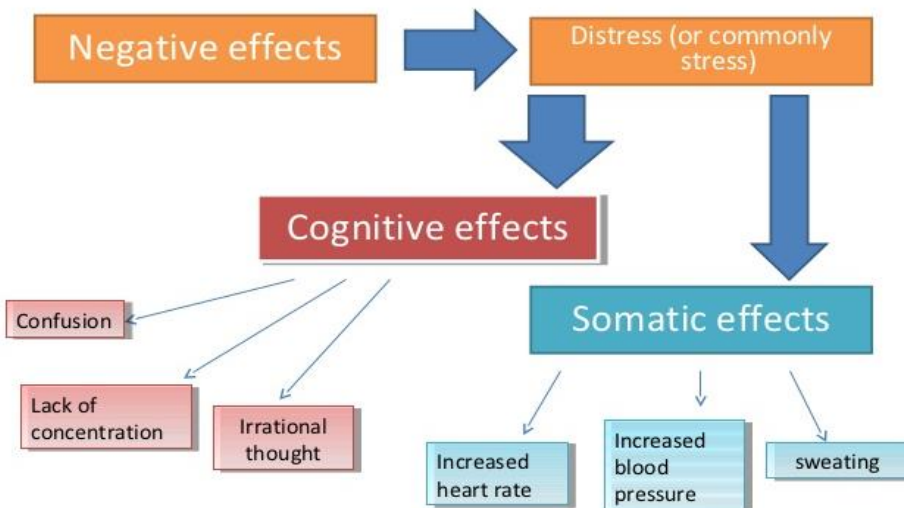 Negative effects
Distress (or commonly
stress)
Cognitive effects
Confusion
Somatic effects
Lack of
concentration
Irrational
thought
Increased
heart rate
Increased
blood
pressure
sweating